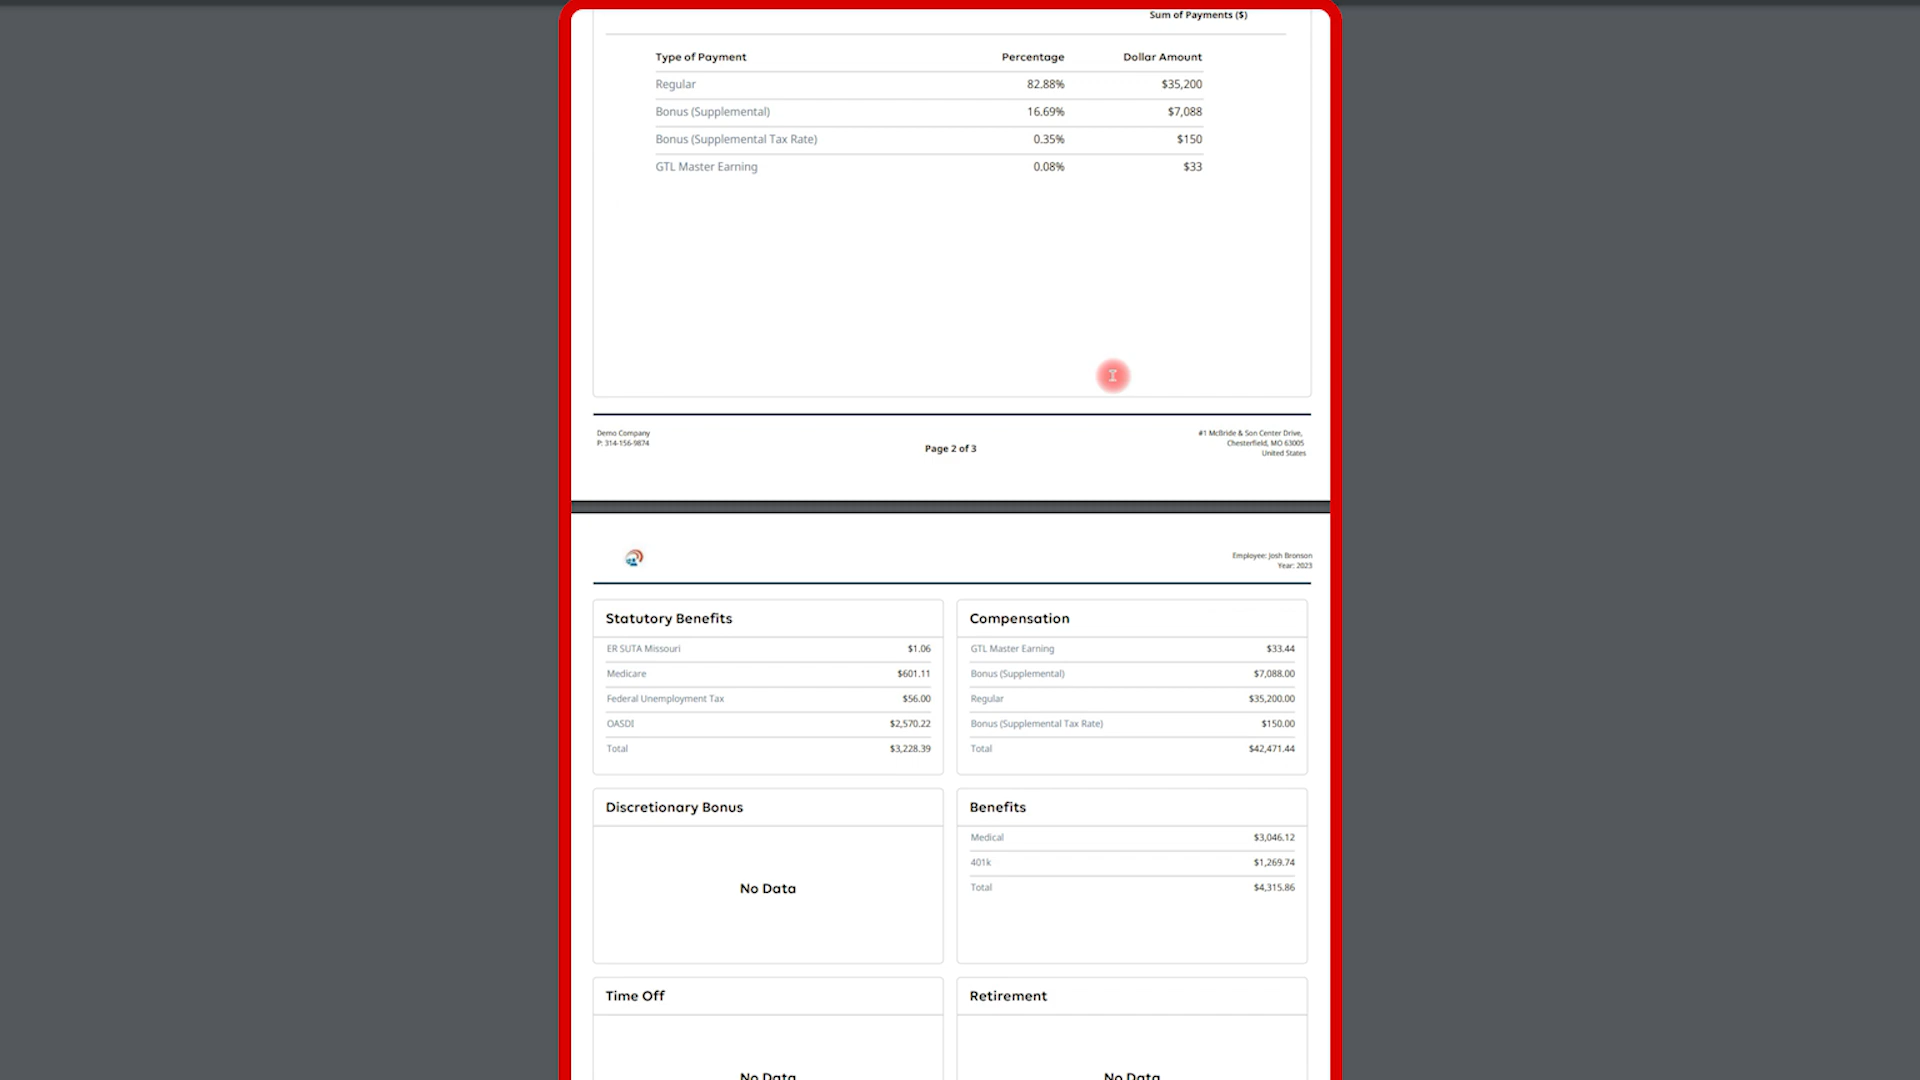 Sum of Payments ($)
Type of Payment Percentage Dollar Amount
Regular 82.88% $35,200
Bonus (Supplemental) 16.69% $7,088
Bonus (Supplemental Tax Rate) 0.35% $150
GTL Master Earning 0.08% $33
Demo Company
P: 314-156-9874
Page 2 of 3
#1 McBride & Son Center Drive,
Chesterfield, MO 63005
United States
Employee: Josh Bronson
Year: 2023
Statutory Benefits
ER SUTA Missouri $1.06
Medicare $601.11
Federal Unemployment Tax $56.00
OASDI $2,570.22
Total $3,228.39
Compensation
GTL Master Earning $33.44
Bonus (Supplemental) $7,088.00
Regular $35,200.00
Bonus (Supplemental Tax Rate) $150.00
Total $42,471.44
Discretionary Bonus
No Data
Benefits
Medical $3,046.12
401k $1,269.74
Total $4,315.86
Time Off
No Data
Retirement
No Data